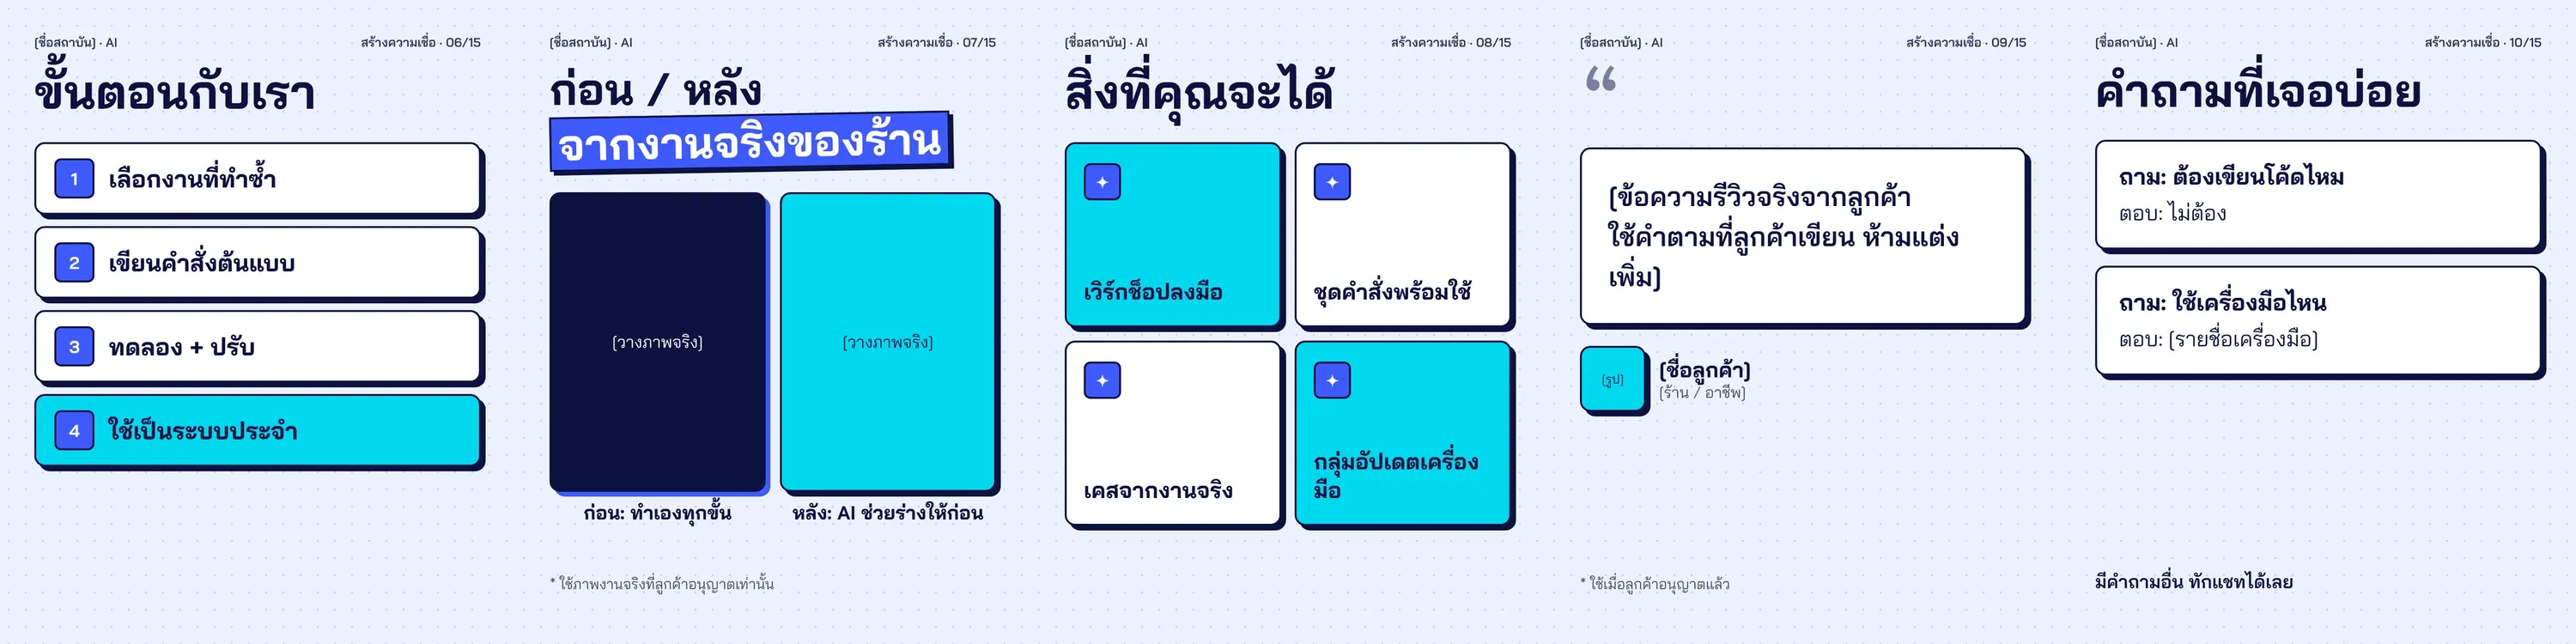 (ชื่อสถาบัน) · AI
สร้างความเชื่อ · 06/15
ขั้นตอนกับเรา
1
เลือกงานที่ทำซ้ำ
2
เขียนคำสั่งต้นแบบ
3
ทดลอง + ปรับ
4
ใช้เป็นระบบประจำ
(ชื่อสถาบัน) · AI
สร้างความเชื่อ · 07/15
ก่อน / หลัง
จากงานจริงของร้าน
(วางภาพจริง)
(วางภาพจริง)
ก่อน: ทำเองทุกขั้น
หลัง: AI ช่วยร่างให้ก่อน
* ใช้ภาพงานจริงที่ลูกค้าอนุญาตเท่านั้น
(ชื่อสถาบัน) · AI
สร้างความเชื่อ · 08/15
สิ่งที่คุณจะได้
เวิร์กช็อปลงมือ
ชุดคำสั่งพร้อมใช้
เคสจากงานจริง
กลุ่มอัปเดตเครื่อง
มือ
(ชื่อสถาบัน) · AI
สร้างความเชื่อ · 09/15
“
(ข้อความรีวิวจริงจากลูกค้า
ใช้คำตามที่ลูกค้าเขียน ห้ามแต่ง
เพิ่ม)
(รูป)
(ชื่อลูกค้า)
(ร้าน / อาชีพ)
* ใช้เมื่อลูกค้าอนุญาตแล้ว
(ชื่อสถาบัน) · AI
สร้างความเชื่อ · 10/15
คำถามที่เจอบ่อย
ถาม: ต้องเขียนโค้ดไหม
ตอบ: ไม่ต้อง
ถาม: ใช้เครื่องมือไหน
ตอบ: (รายชื่อเครื่องมือ)
มีคำถามอื่น ทักแชทได้เลย